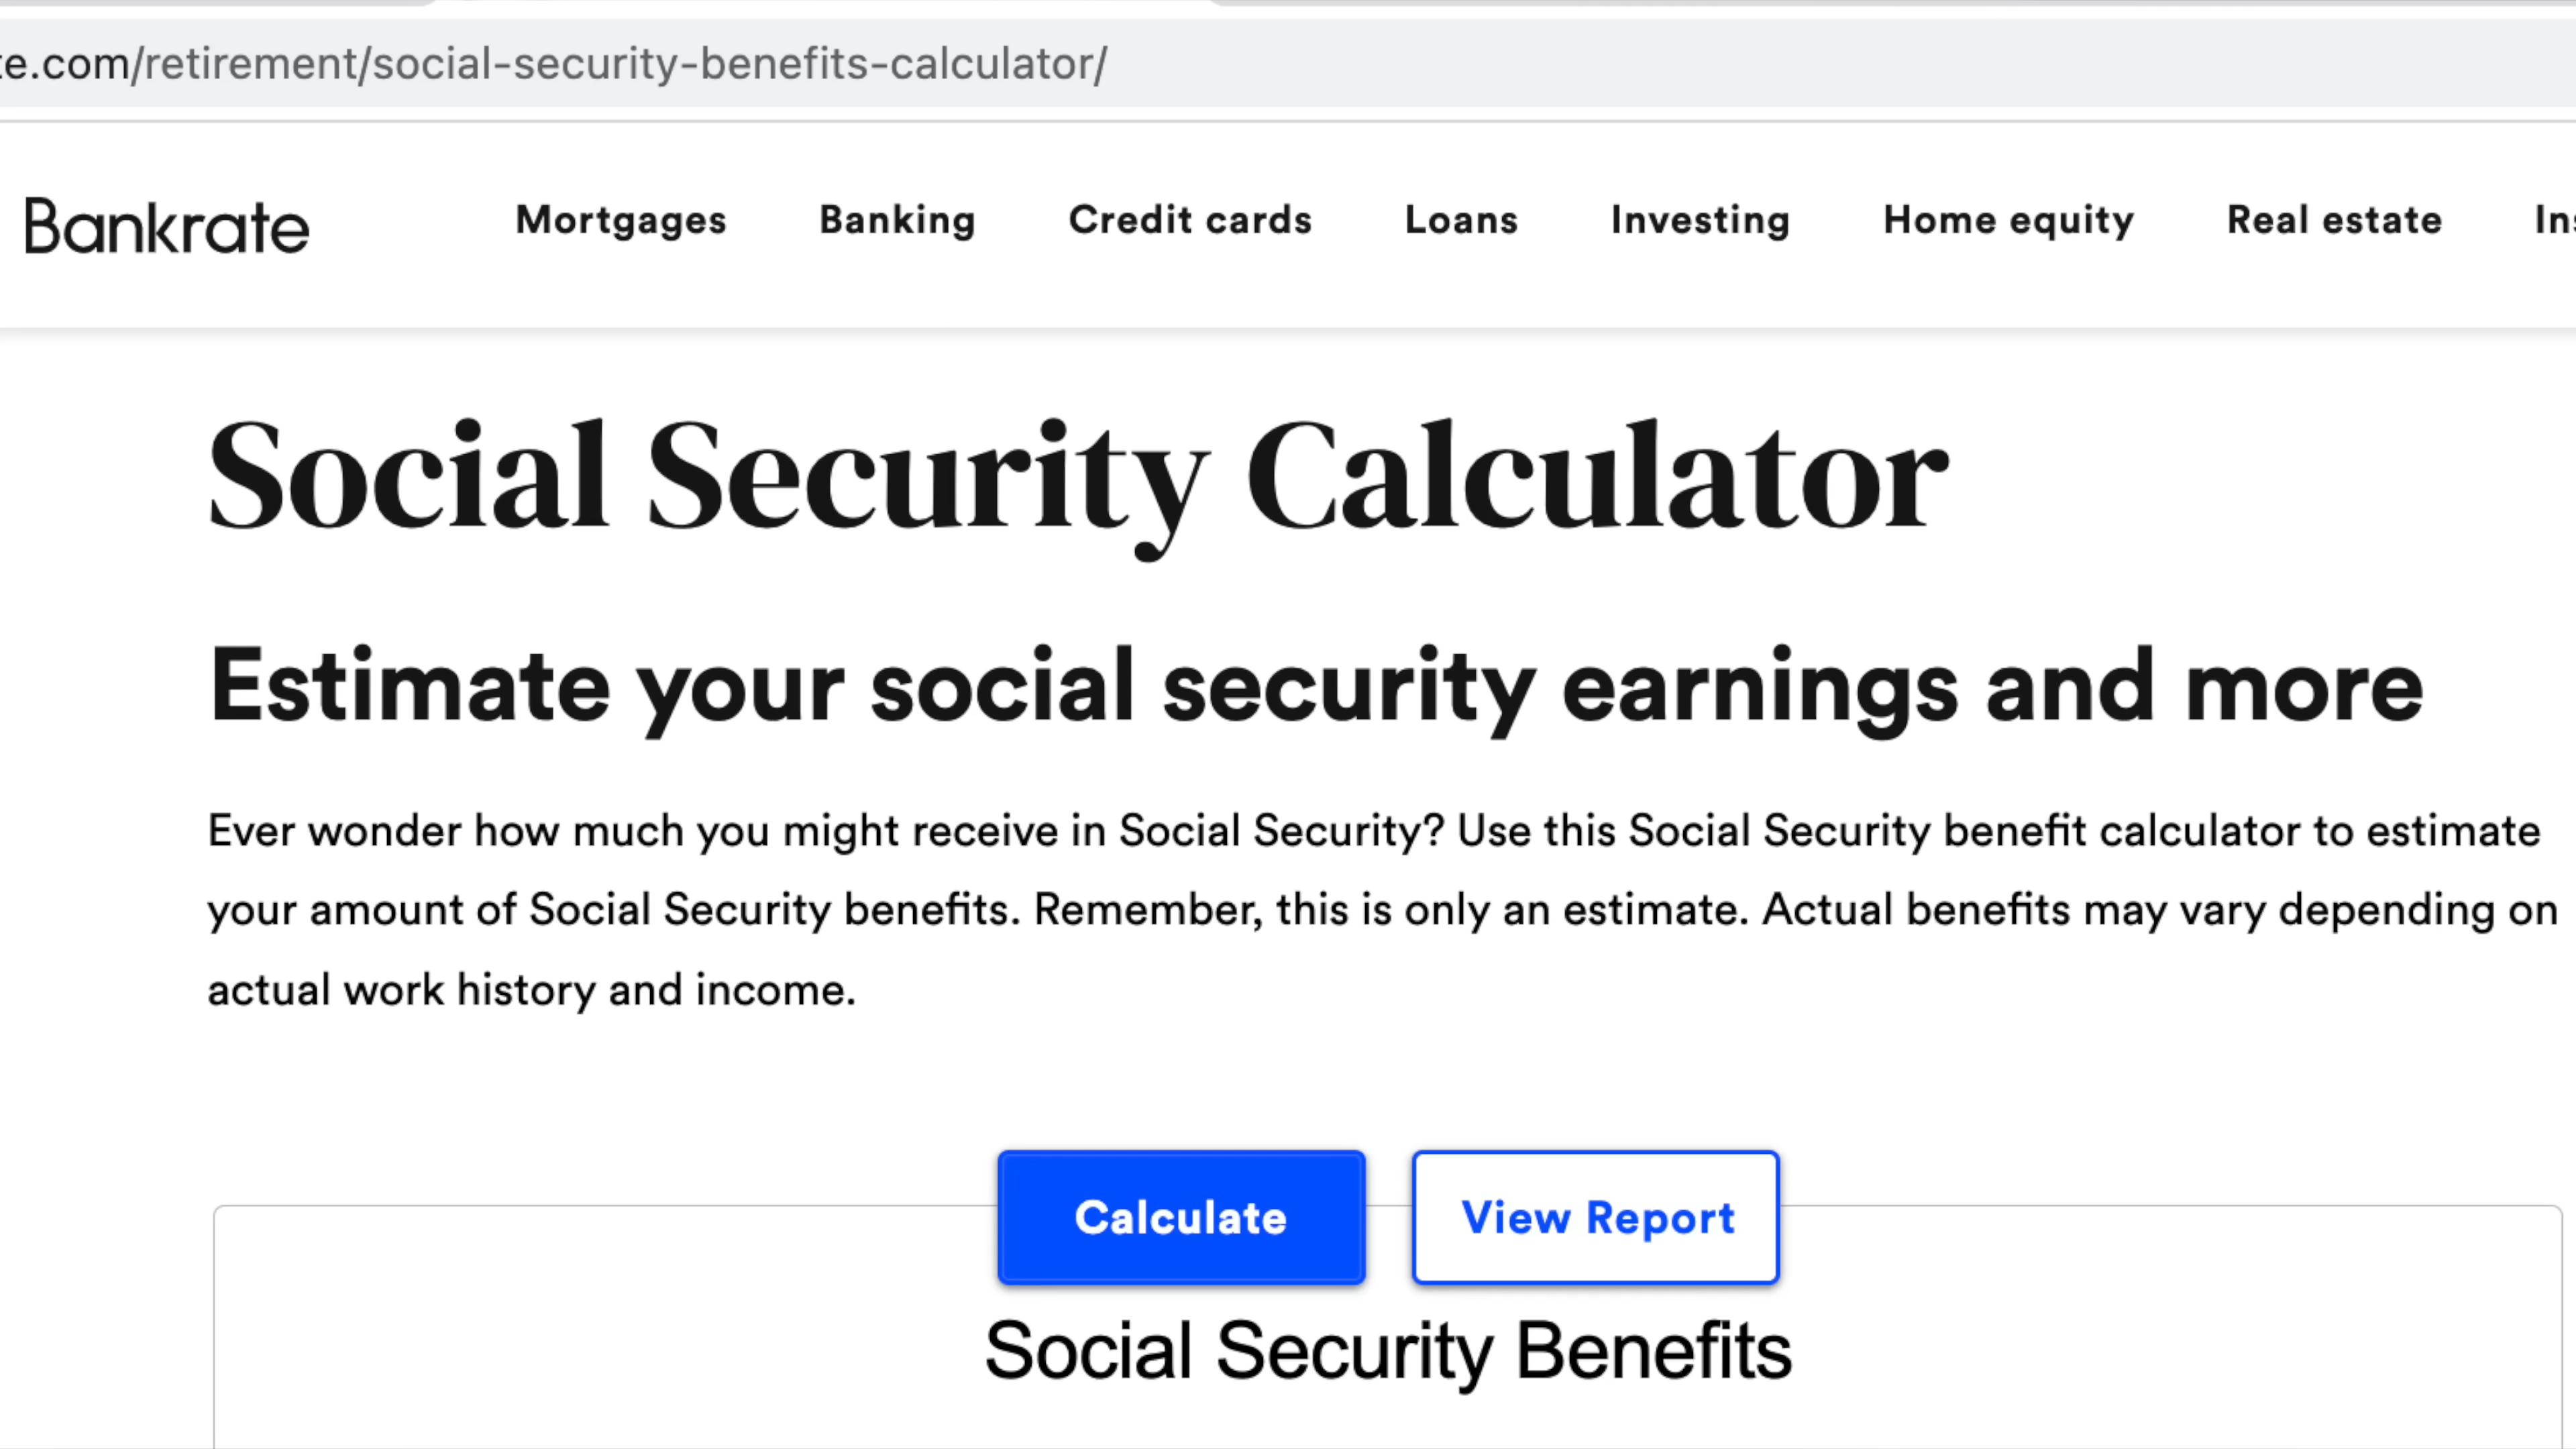 te.com/retirement/social-security-benefits-calculator/
Bankrate Mortgages Banking Credit cards Loans Investing Home equity Real estate
Social Security Calculator
Estimate your social security earnings and more
Ever wonder how much you might receive in Social Security? Use this Social Security benefit calculator to estimate
your amount of Social Security benefits. Remember, this is only an estimate. Actual benefits may vary depending on
actual work history and income.
Calculate View Report
Social Security Benefits